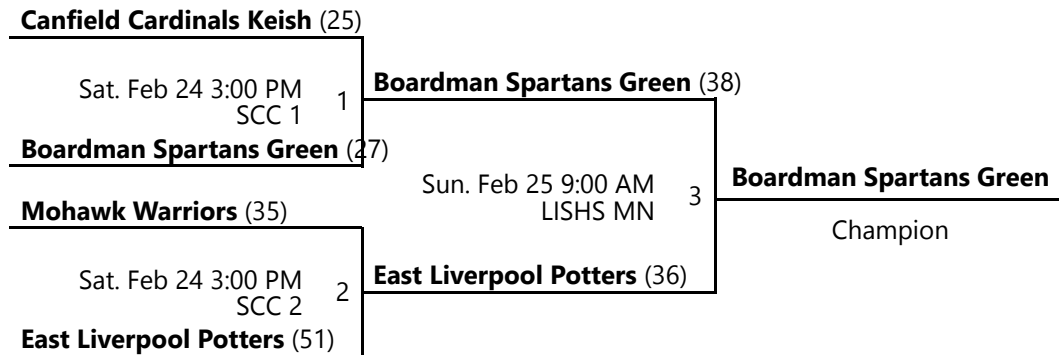 Canfield Cardinals Keish (25)
Sat. Feb 24 3:00 PM
SCC 1
1
Boardman Spartans Green (38)
Boardman Spartans Green (27)
Sun. Feb 25 9:00 AM
LISHS MN
3
Boardman Spartans Green
Champion
Mohawk Warriors (35)
Sat. Feb 24 3:00 PM
SCC 2
2
East Liverpool Potters (36)
East Liverpool Potters (51)